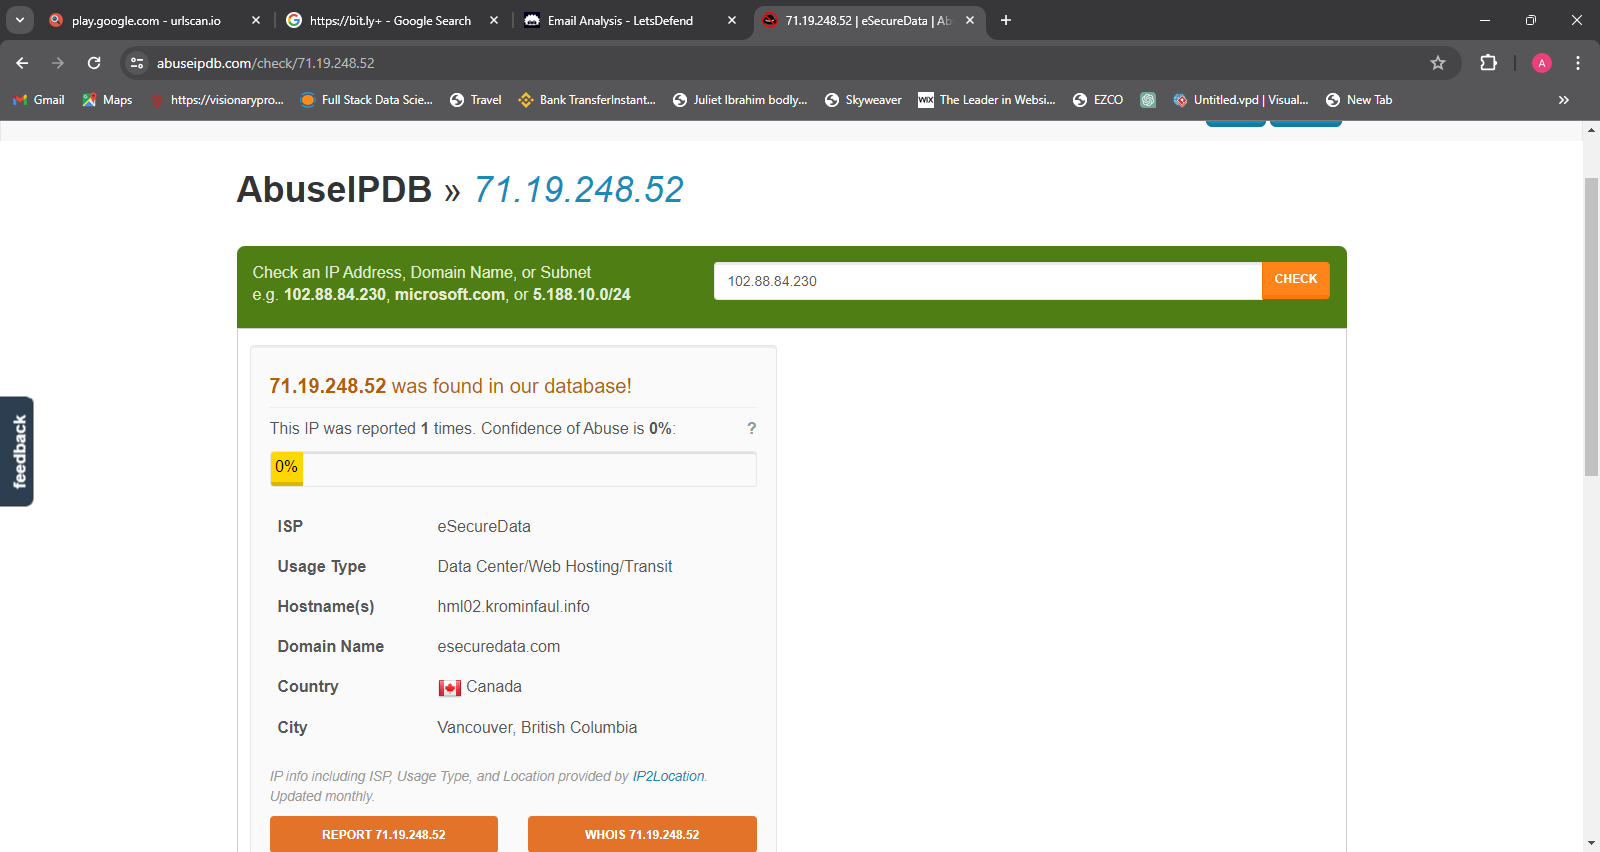 play.google.com - urlscan.io
https://bit.ly+ - Google Search
Email Analysis - LetsDefend
71.19.248.52 | eSecureData | Ab
abuseipdb.com/check/71.19.248.52
A
Gmail
Maps
https://visionarypro...
Full Stack Data Scie...
Travel
Bank TransferInstant...
Juliet Ibrahim bodly...
Skyweaver
WIX
The Leader in Websi...
EZCO
Untitled.vpd | Visual...
New Tab
»
AbuseIPDB » 71.19.248.52
Check an IP Address, Domain Name, or Subnet
e.g. 102.88.84.230, microsoft.com, or 5.188.10.0/24
102.88.84.230
CHECK
71.19.248.52 was found in our database!
This IP was reported 1 times. Confidence of Abuse is 0%: ?
0%
ISP eSecureData
Usage Type Data Center/Web Hosting/Transit
Hostname(s) hml02.krominfaul.info
Domain Name esecuredata.com
Country Canada
City Vancouver, British Columbia
IP info including ISP, Usage Type, and Location provided by IP2Location.
Updated monthly.
REPORT 71.19.248.52
WHOIS 71.19.248.52
feedback